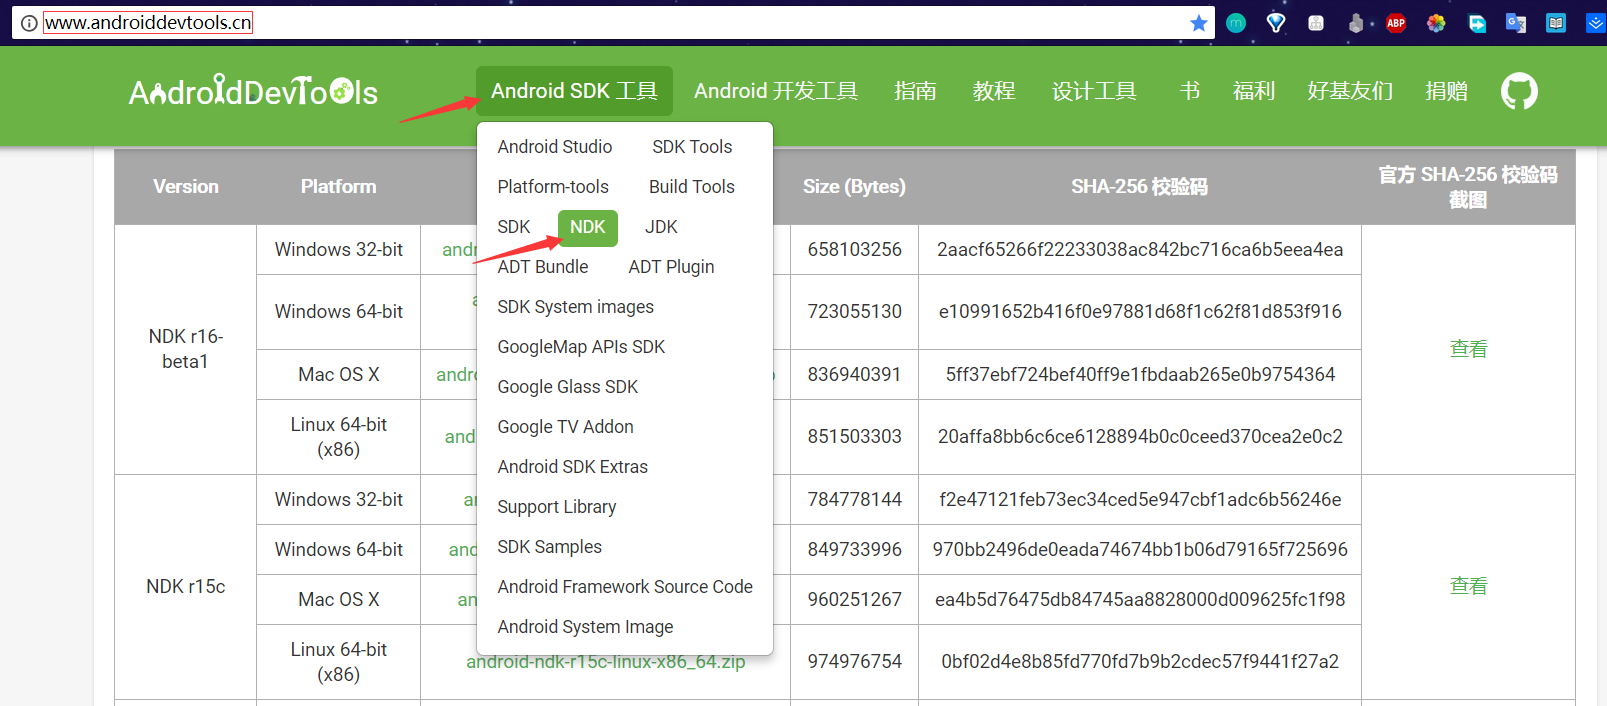 www.androiddevtools.cn
ABP
AndroidDevTools
Android SDK 工具
Android 开发工具
指南
教程
设计工具
书
福利
好基友们
捐赠
Android Studio
SDK Tools
Platform-tools
Build Tools
SDK
NDK
JDK
ADT Bundle
ADT Plugin
SDK System images
GoogleMap APIs SDK
Google Glass SDK
Google TV Addon
Android SDK Extras
Support Library
SDK Samples
Android Framework Source Code
Android System Image
Version
Platform
Size (Bytes)
SHA-256 校验码
官方 SHA-256 校验码
截图
NDK r16-
beta1
Windows 32-bit
658103256
2aacf65266f22233038ac842bc716ca6b5eea4ea
Windows 64-bit
723055130
e10991652b416f0e97881d68f1c62f81d853f916
查看
Mac OS X
836940391
5ff37ebf724bef40ff9e1fbdaab265e0b9754364
Linux 64-bit
(x86)
851503303
20affa8bb6c6ce6128894b0c0ceed370cea2e0c2
NDK r15c
Windows 32-bit
784778144
f2e47121feb73ec34ced5e947cbf1adc6b56246e
Windows 64-bit
849733996
970bb2496de0eada74674bb1b06d79165f725696
查看
Mac OS X
960251267
ea4b5d76475db84745aa8828000d009625fc1f98
Linux 64-bit
(x86)
android-ndk-r15c-linux-x86_64.zip
974976754
0bf02d4e8b85fd770fd7b9b2cdec57f9441f27a2